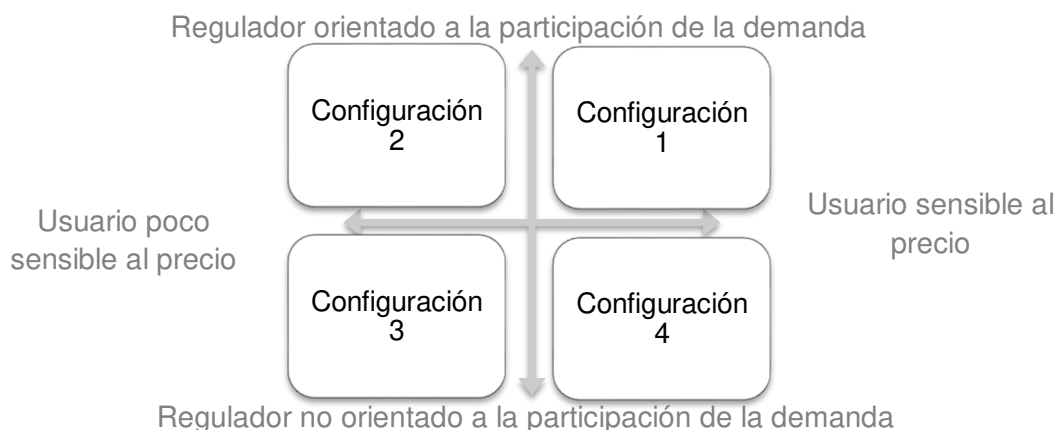 Regulador orientado a la participación de la demanda
Configuración
2
Configuración
1
Usuario poco
sensible al precio
Usuario sensible al
precio
Configuración
3
Configuración
4
Regulador no orientado a la participación de la demanda